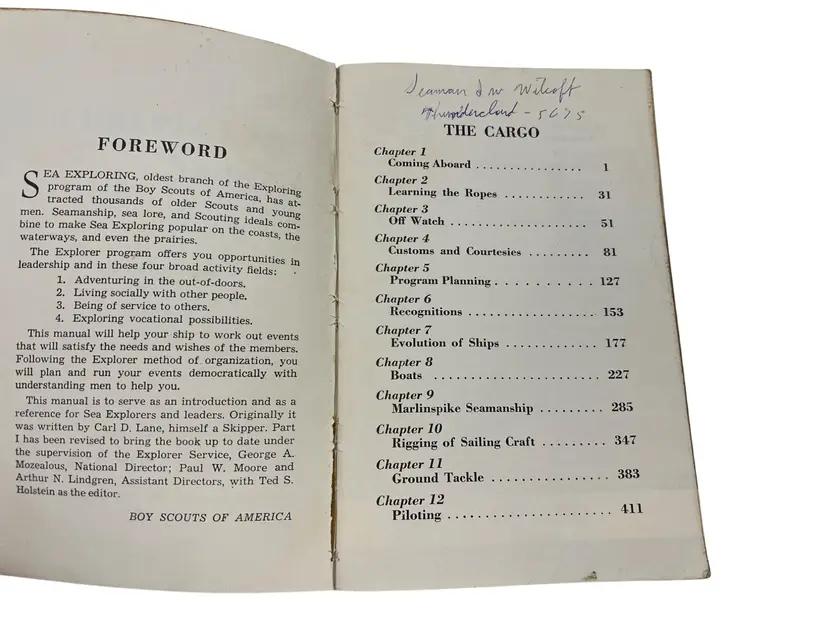 FOREWORD
SEA EXPLORING, oldest branch of the Exploring
program of the Boy Scouts of America, has at-
tracted thousands of older Scouts and young
men. Seamanship, sea lore, and Scouting ideals com-
bine to make Sea Exploring popular on the coasts, the
waterways, and even the prairies.
The Explorer program offers you opportunities in
leadership and in these four broad activity fields:
1. Adventuring in the out-of-doors.
2. Living socially with other people.
3. Being of service to others.
4. Exploring vocational possibilities.
This manual will help your ship to work out events
that will satisfy the needs and wishes of the members.
Following the Explorer method of organization, you
will plan and run your events democratically with
understanding men to help you.
This manual is to serve as an introduction and as a
reference for Sea Explorers and leaders. Originally it
was written by Carl D. Lane, himself a Skipper. Part
I has been revised to bring the book up to date under
the supervision of the Explorer Service, George A.
Mozealous, National Director; Paul W. Moore and
Arthur N. Lindgren, Assistant Directors, with Ted S.
Holstein as the editor.
BOY SCOUTS OF AMERICA
Seaman
Thundercloud - 5675
THE CARGO
Chapter 1
Coming Aboard . . . . . . . . . . . . . . . . 1
Chapter 2
Learning the Ropes . . . . . . . . . . . . 31
Chapter 3
Off Watch . . . . . . . . . . . . . . . . . . . . 51
Chapter 4
Customs and Courtesies . . . . . . . . . 81
Chapter 5
Program Planning . . . . . . . . . . . 127
Chapter 6
Recognitions . . . . . . . . . . . . . . . . . . 153
Chapter 7
Evolution of Ships . . . . . . . . . . . . . 177
Chapter 8
Boats . . . . . . . . . . . . . . . . . . . . . . . . 227
Chapter 9
Marlinspike Seamanship . . . . . . . . . 285
Chapter 10
Rigging of Sailing Craft . . . . . . . . . 347
Chapter 11
Ground Tackle . . . . . . . . . . . . . . . . 383
Chapter 12
Piloting . . . . . . . . . . . . . . . . . . . . . . 411